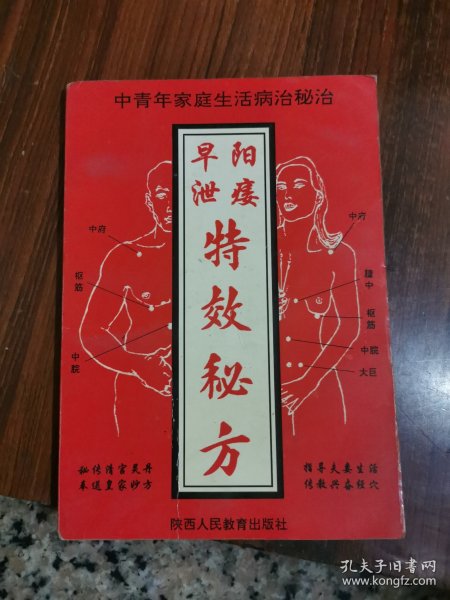 中青年家庭生活病治秘治
阳痿
早泄
特效秘方
中府
枢筋
中脘
中府
膻中
枢筋
中脘
大巨
秘传清宫灵丹
奉送皇家妙方
指导夫妻生活
传教兴奋经穴
陕西人民教育出版社
孔夫子旧书网
www.kongfz.com